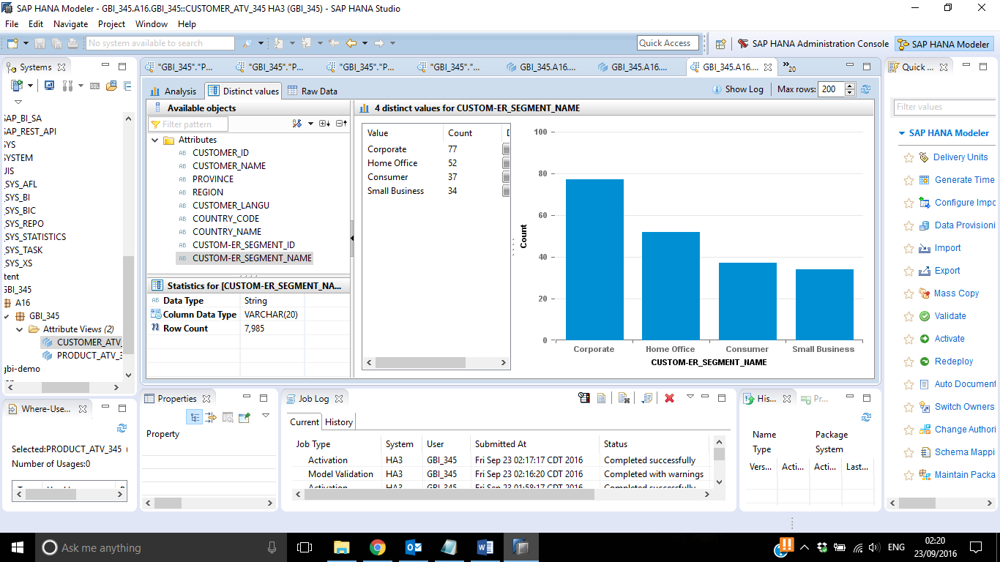 SAP HANA Modeler - GBI_345.A16.GBI_345::CUSTOMER_ATV_345 HA3 (GBI_345) - SAP HANA Studio
File Edit Navigate Project Window Help
No system available to search
Quick Access
SAP HANA Administration Console
SAP HANA Modeler
Systems
SAP_BI_SA
SAP_REST_API
SYS
SYSTEM
UIS
_SYS_AFL
_SYS_BI
_SYS_BIC
_SYS_REPO
_SYS_STATISTICS
_SYS_TASK
_SYS_XS
tent
GBI_345
A16
GBI_345
Attribute Views (2)
CUSTOMER_ATV_
PRODUCT_ATV_3
gbi-demo
"GBI_345"."P...
"GBI_345"."P...
"GBI_345"."P...
"GBI_345"."...
GBI_345.A16....
GBI_345.A16....
GBI_345.A16....
20
Analysis
Distinct values
Raw Data
Show Log
Max rows: 200
Available objects
Filter pattern
Attributes
AB CUSTOMER_ID
AB CUSTOMER_NAME
AB PROVINCE
AB REGION
AB CUSTOMER_LANGU
AB COUNTRY_CODE
AB COUNTRY_NAME
AB CUSTOM-ER_SEGMENT_ID
AB CUSTOM-ER_SEGMENT_NAME
Statistics for [CUSTOM-ER_SEGMENT_NA...
AB Data Type String
Column Data Type VARCHAR(20)
Row Count 7,985
4 distinct values for CUSTOM-ER_SEGMENT_NAME
Value Count
Corporate 77
Home Office 52
Consumer 37
Small Business 34
100
80
60
40
20
0
Count
Corporate Home Office Consumer Small Business
CUSTOM-ER_SEGMENT_NAME
Quick ...
Filter values
SAP HANA Modeler
Delivery Units
Generate Time
Configure Impo
Data Provisioni
Import
Export
Mass Copy
Validate
Activate
Redeploy
Auto Document
Switch Owners
Change Authori
Schema Mappi
Maintain Packa
Where-Use...
Selected:PRODUCT_ATV_345 (
Number of Usages:0
Properties
Property
Job Log
Current
History
Job Type System User Submitted At Status
Activation HA3 GBI_345 Fri Sep 23 02:17:17 CDT 2016 Completed successfully
Model Validation HA3 GBI_345 Fri Sep 23 02:16:20 CDT 2016 Completed with warnings
Activation HA3 GBI_345 Fri Sep 23 01:59:17 CDT 2016 Completed successfully
His...
Pr...
Name Package
Type System
Vers... Acti... Acti... Last...
Ask me anything
ENG
02:20
23/09/2016